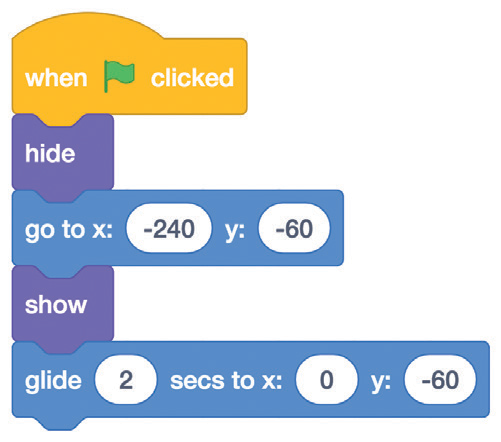 when clicked
hide
go to x: -240 y: -60
show
glide 2 secs to x: 0 y: -60